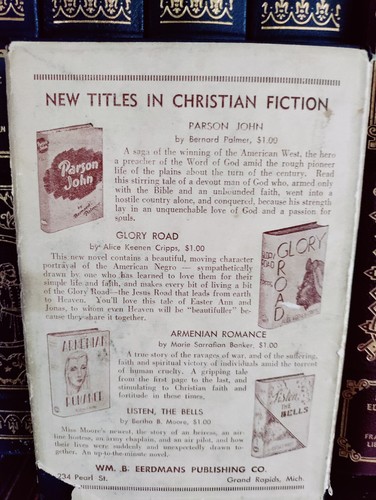 NEW TITLES IN CHRISTIAN FICTION
PARSON JOHN
by Bernard Palmer, $1.00
A saga of the winning of the American West, the hero
a preacher of the Word of God amid the rough pioneer
life of the plains about the turn of the century. Read
this stirring tale of a devout man of God who, armed only
with the Bible and an unbounded faith, went into a
hostile country alone, and conquered, because his strength
lay in an unquenchable love of God and a passion for
souls.
Parson
John
by Bernard Palmer
GLORY ROAD
by Alice Keenen Cripps, $1.00
This new novel contains a beautiful, moving character
portrayal of the American Negro — sympathetically
drawn by one who has learned to love them for their
simple life and faith, and makes every bit of living a bit
of the Glory Road—the Jesus Road that leads from earth
to Heaven. You'll love this tale of Easter Ann and
Jonas, to whom even Heaven will be "beautifuller" be-
cause they share it together.
GLORY
ROAD
GLORY
ROAD
ARMENIAN ROMANCE
by Marie Sarrafian Banker, $1.00
A true story of the ravages of war, and of the suffering,
faith and spiritual victory of individuals amid the torrent
of human cruelty. A gripping tale
from the first page to the last, and
stimulating to Christian faith and
fortitude in these times.
ARMENIAN
ROMANCE
LISTEN, THE BELLS
by Bertha B. Moore, $1.00
Miss Moore's newest, the story of an heiress, an air-
line hostess, an army chaplain, and an air pilot, and how
their lives were suddenly and unexpectedly drawn to-
gether. An up-to-the-minute novel.
Listen,
the
BELLS
WM. B. EERDMANS PUBLISHING CO.
234 Pearl St. Grand Rapids, Mich.